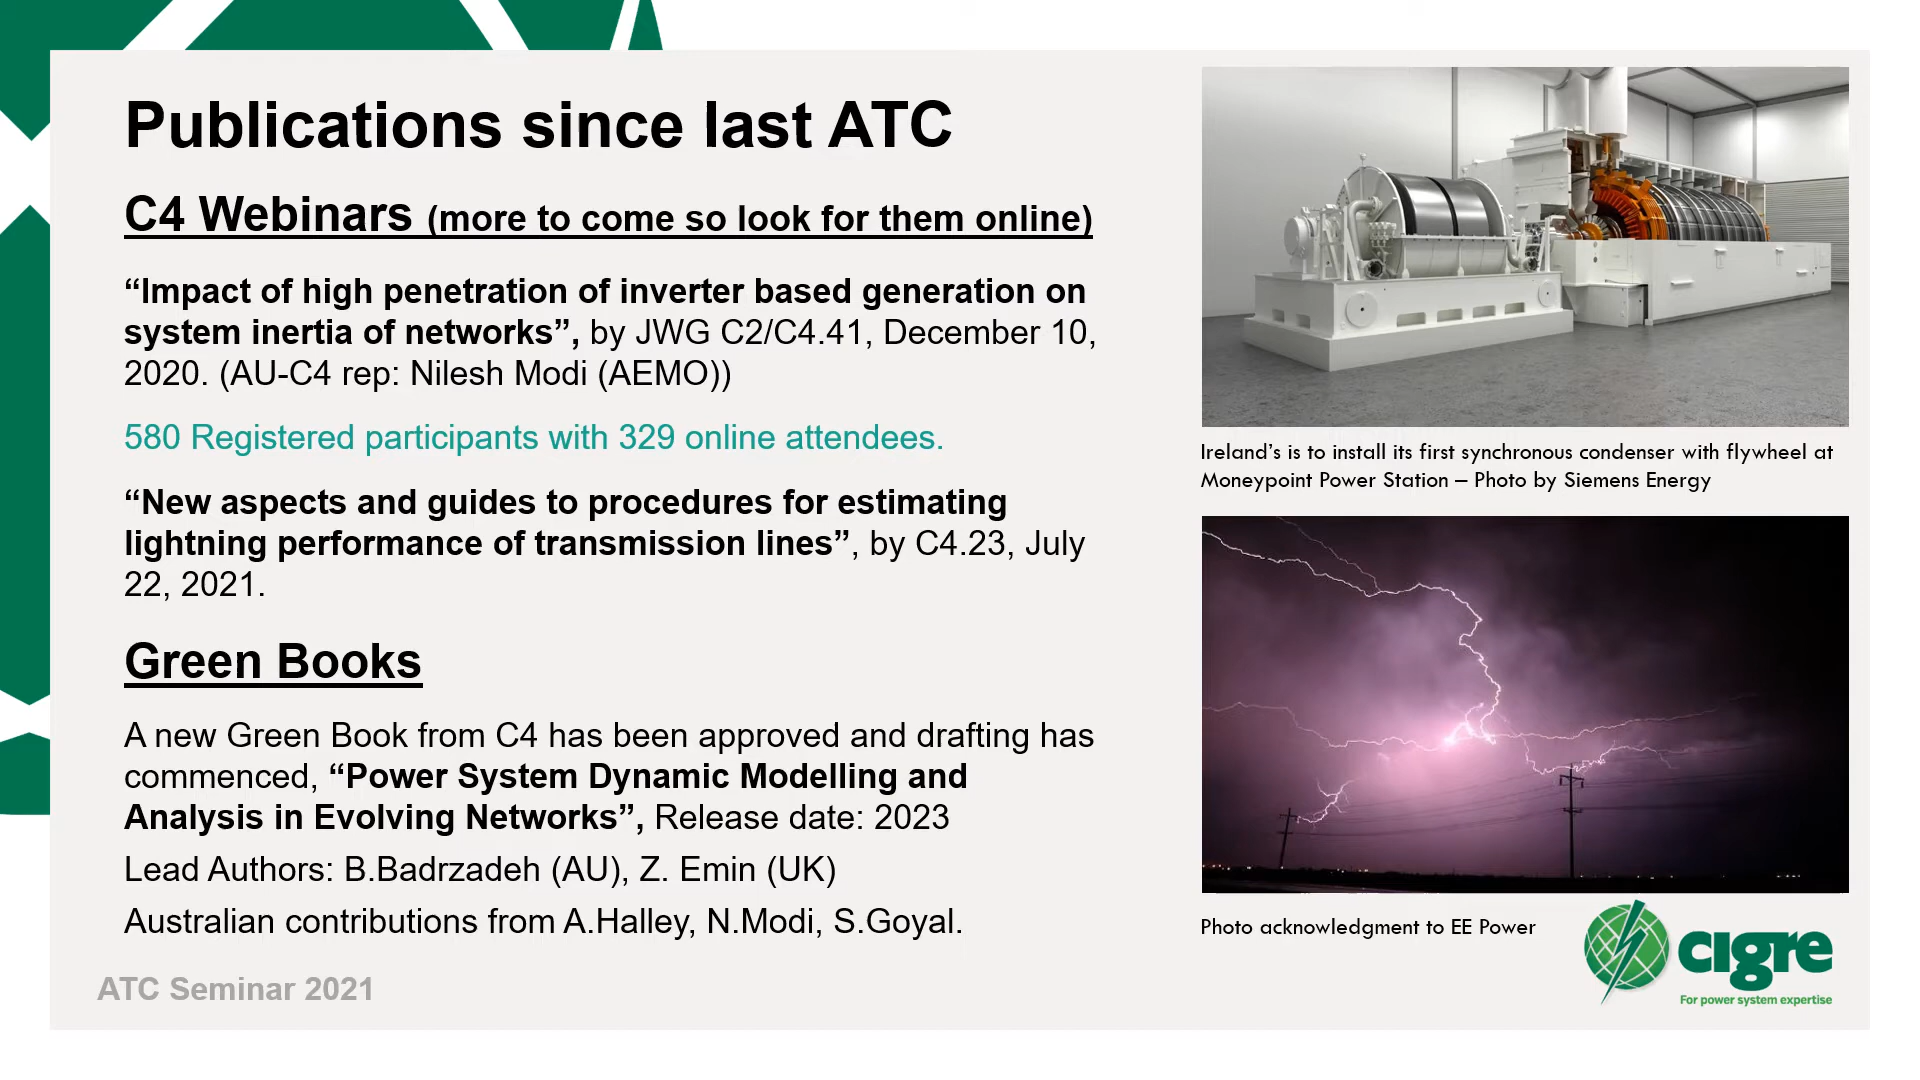 Publications since last ATC
C4 Webinars (more to come so look for them online)
“Impact of high penetration of inverter based generation on
system inertia of networks”, by JWG C2/C4.41, December 10,
2020. (AU-C4 rep: Nilesh Modi (AEMO))
580 Registered participants with 329 online attendees.
“New aspects and guides to procedures for estimating
lightning performance of transmission lines”, by C4.23, July
22, 2021.
Green Books
A new Green Book from C4 has been approved and drafting has
commenced, “Power System Dynamic Modelling and
Analysis in Evolving Networks”, Release date: 2023
Lead Authors: B.Badrzadeh (AU), Z. Emin (UK)
Australian contributions from A.Halley, N.Modi, S.Goyal.
ATC Seminar 2021
Ireland’s is to install its first synchronous condenser with flywheel at
Moneypoint Power Station – Photo by Siemens Energy
Photo acknowledgment to EE Power
cigre
For power system expertise